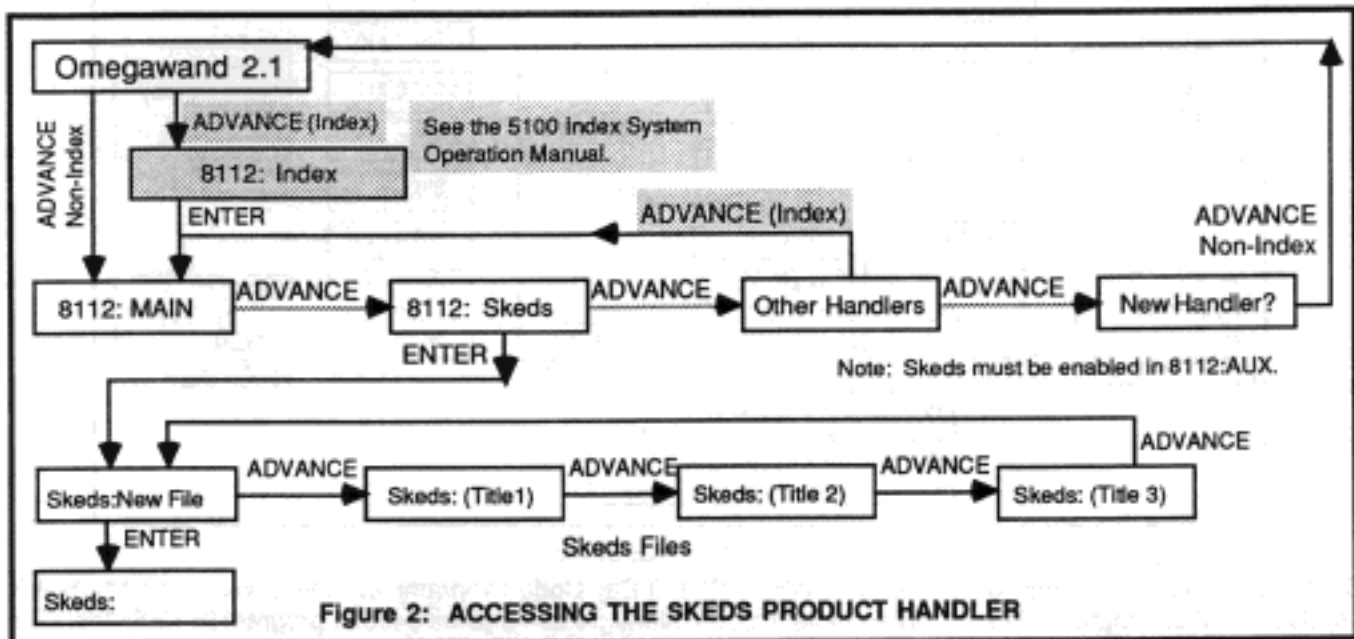 Omegawand 2.1
ADVANCE
Non-Index
ADVANCE (Index)
See the 5100 Index System
Operation Manual.
8112: Index
ENTER
ADVANCE (Index)
ADVANCE
Non-Index
8112: MAIN
ADVANCE
8112: Skeds
ADVANCE
Other Handlers
ADVANCE
New Handler?
ENTER
Note: Skeds must be enabled in 8112:AUX.
ADVANCE
Skeds:New File
ADVANCE
Skeds: (Title1)
ADVANCE
Skeds: (Title 2)
ADVANCE
Skeds: (Title 3)
ENTER
Skeds Files
Skeds:
Figure 2: ACCESSING THE SKEDS PRODUCT HANDLER